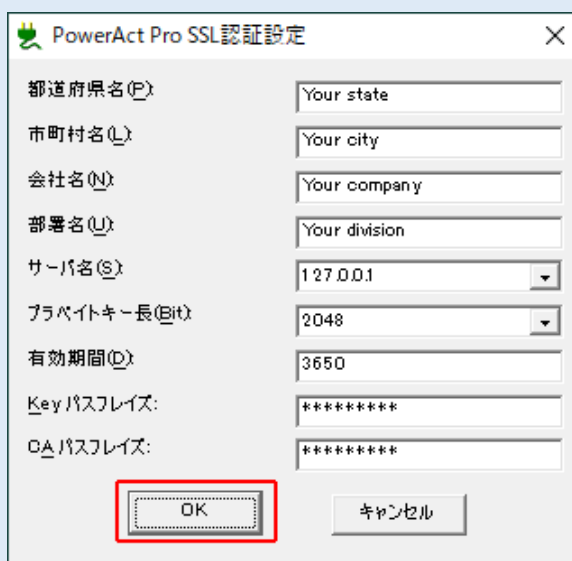 PowerAct Pro SSL認証設定
都道府県名(P): Your state
市町村名(L): Your city
会社名(N): Your company
部署名(U): Your division
サーバ名(S): 127.0.0.1
プラベイトキー長(Bit): 2048
有効期間(D): 3650
Key パスフレイズ: *********
CA パスフレイズ: *********
OK キャンセル